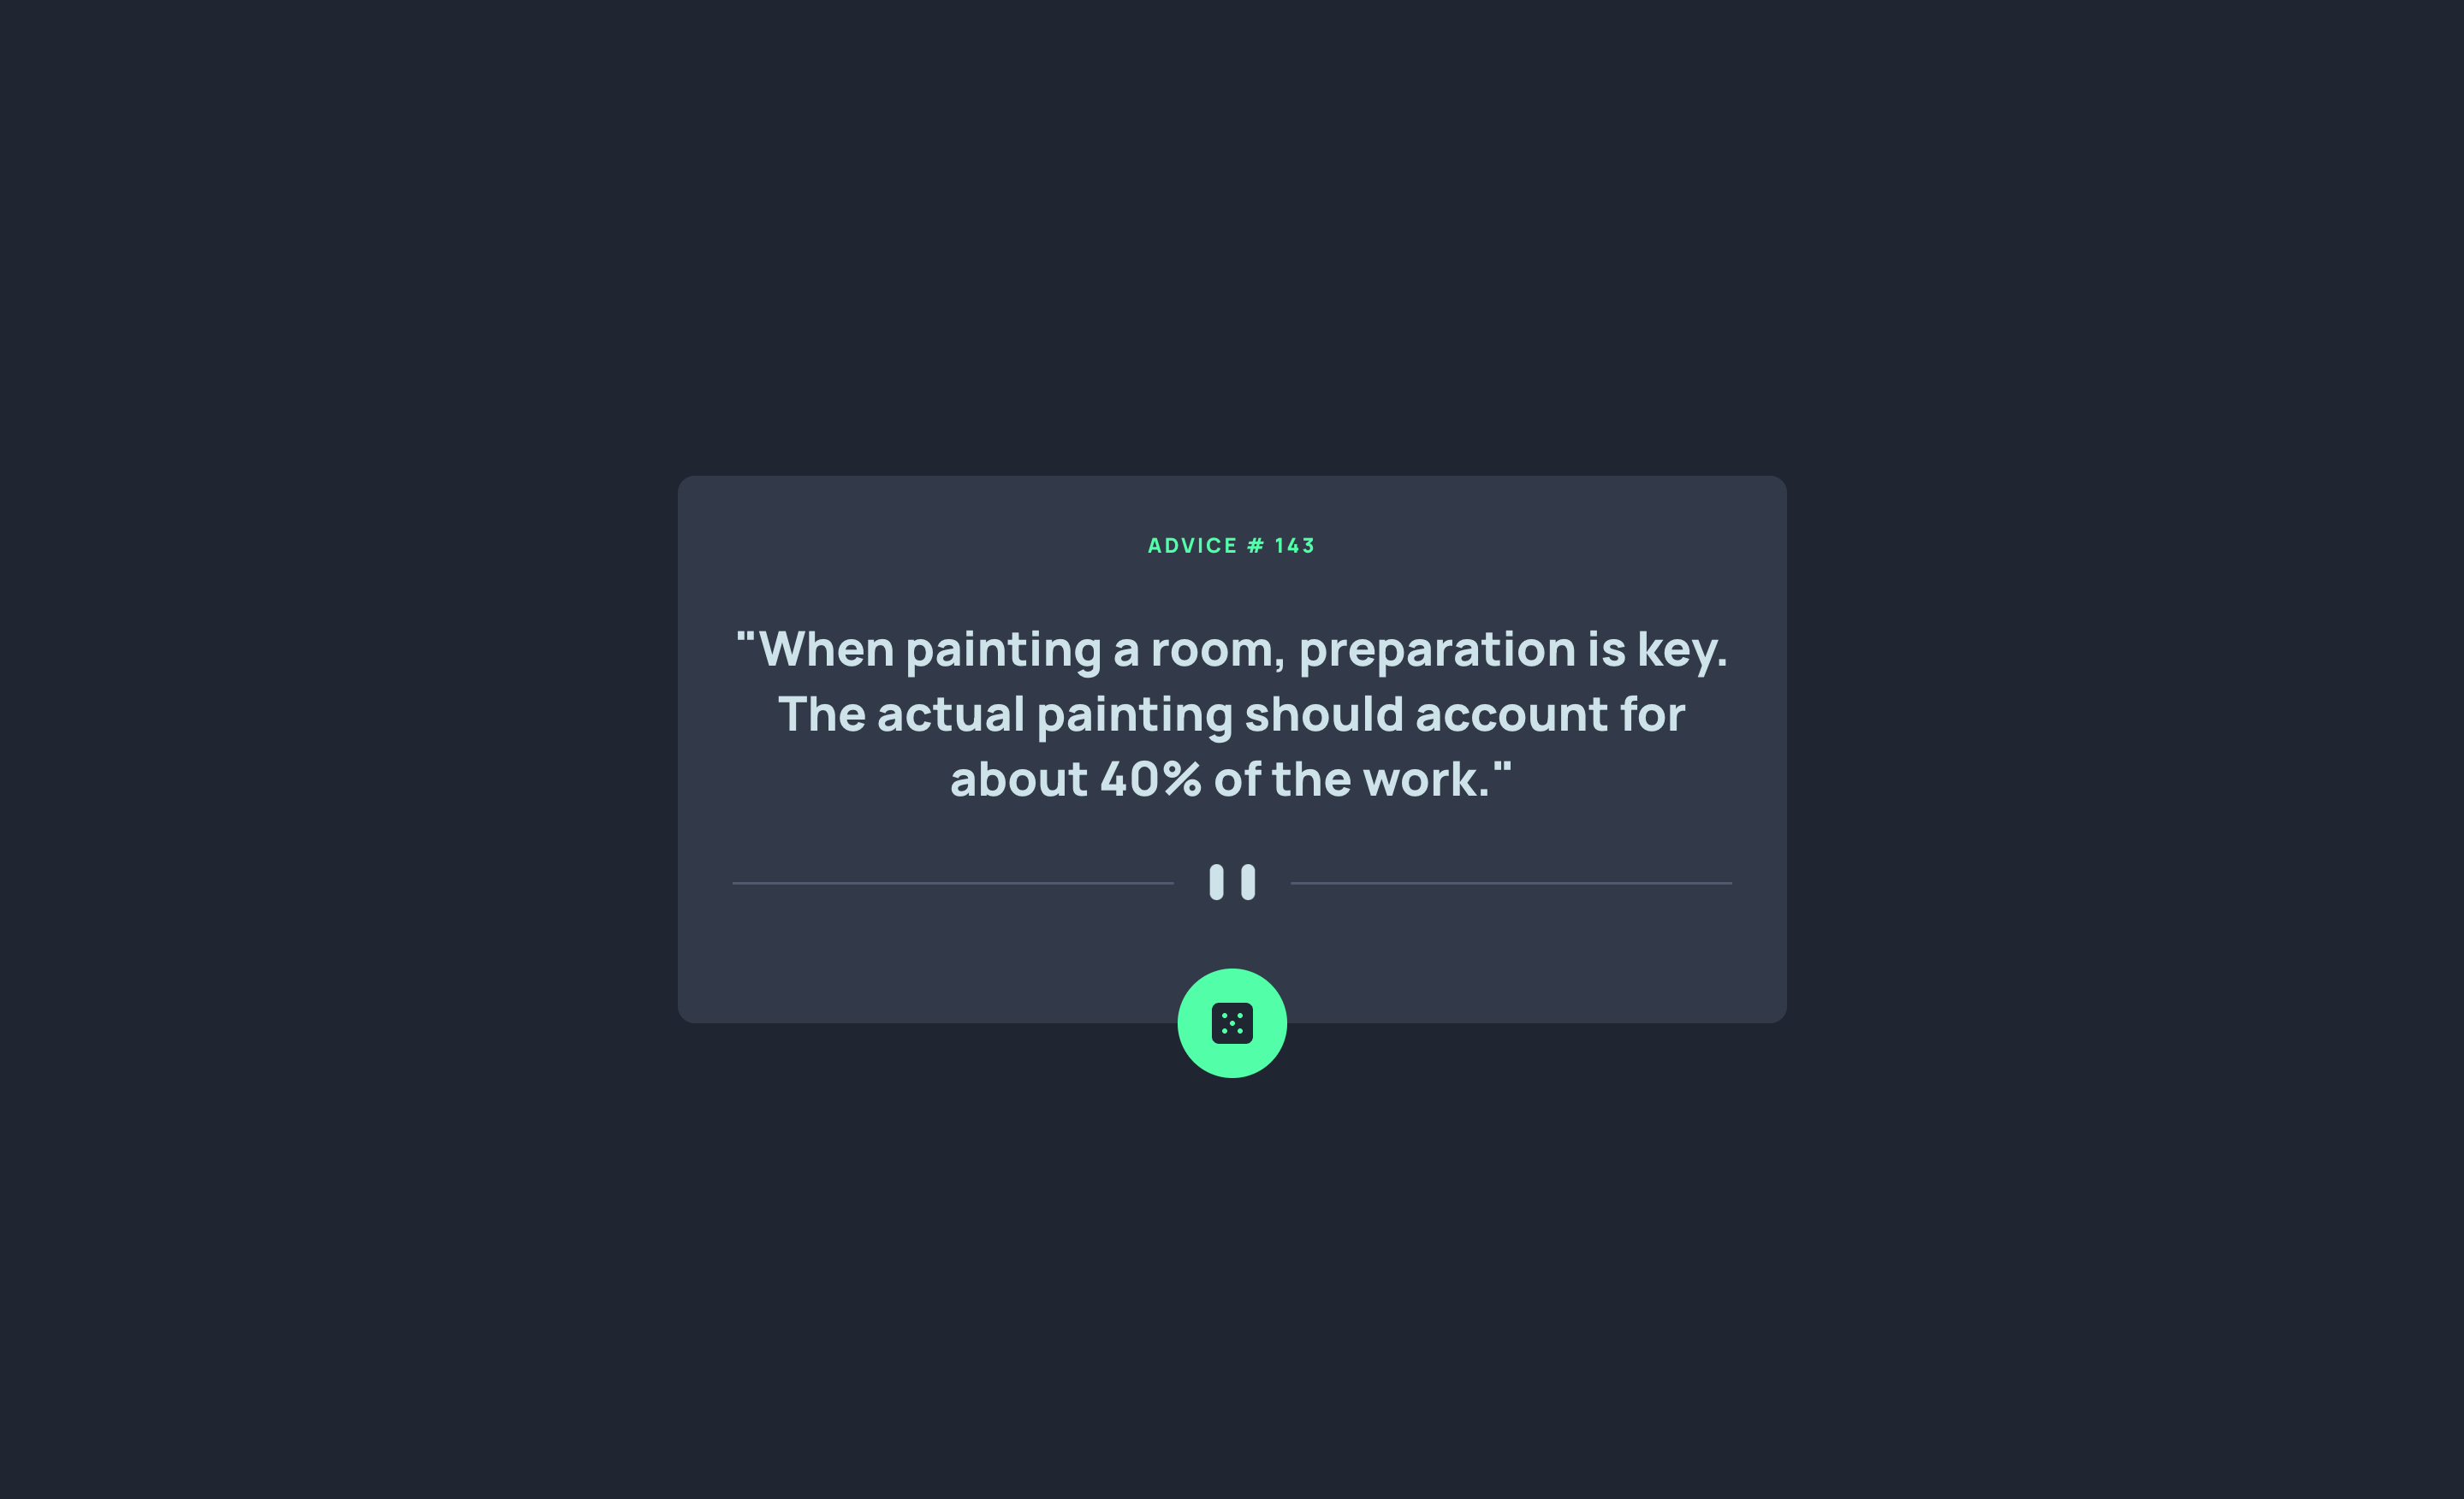 ADVICE # 143
"When painting a room, preparation is key.
The actual painting should account for
about 40% of the work."